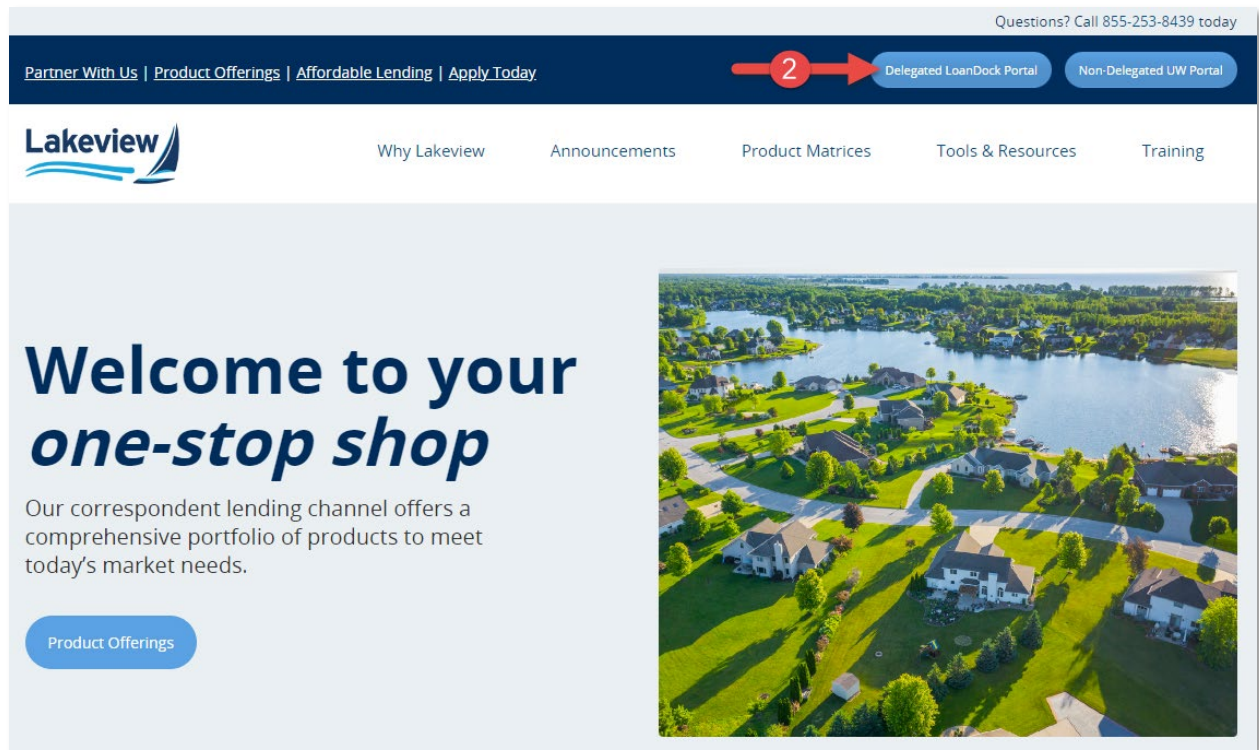 Questions? Call 855-253-8439 today
Partner With Us | Product Offerings | Affordable Lending | Apply Today
2
Delegated LoanDock Portal
Non-Delegated UW Portal
Lakeview
Why Lakeview
Announcements
Product Matrices
Tools & Resources
Training
Welcome to your
one-stop shop
Our correspondent lending channel offers a
comprehensive portfolio of products to meet
today's market needs.
Product Offerings